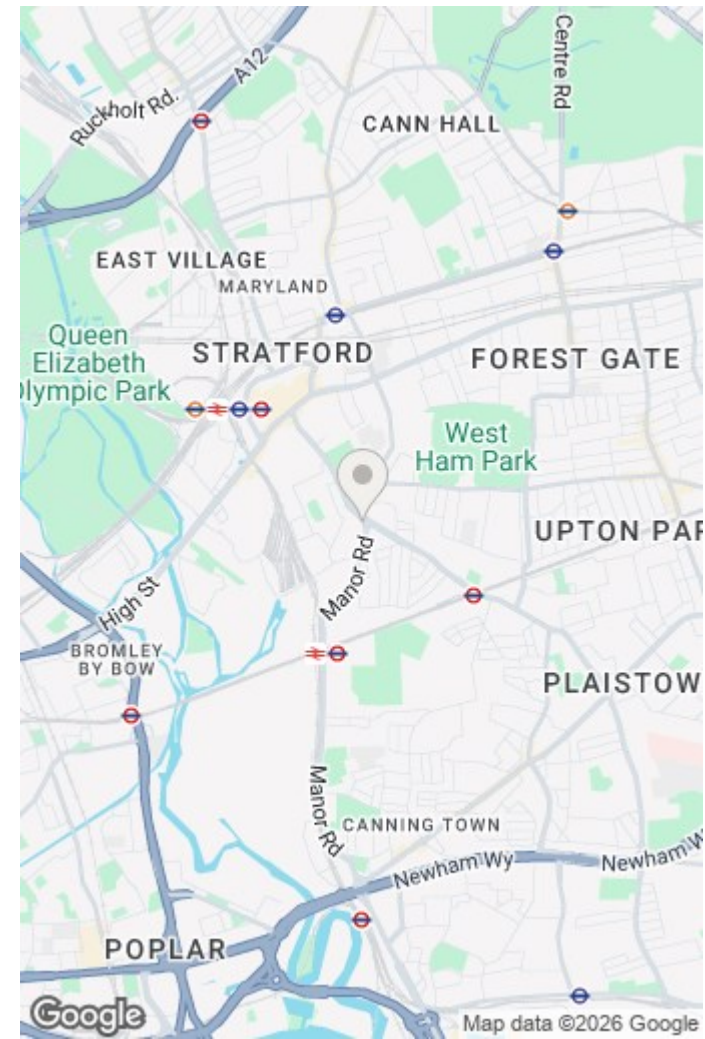 Centre Rd
A12
Ruckholt Rd.
CANN HALL
EAST VILLAGE
MARYLAND
Queen
Elizabeth
Olympic Park
STRATFORD
FOREST GATE
West
Ham Park
UPTON PAR
Manor Rd
High St
BROMLEY
BY BOW
PLAISTOW
Manor Rd
CANNING TOWN
Newham Wy
Newham W
POPLAR
Google
Map data ©2026 Google